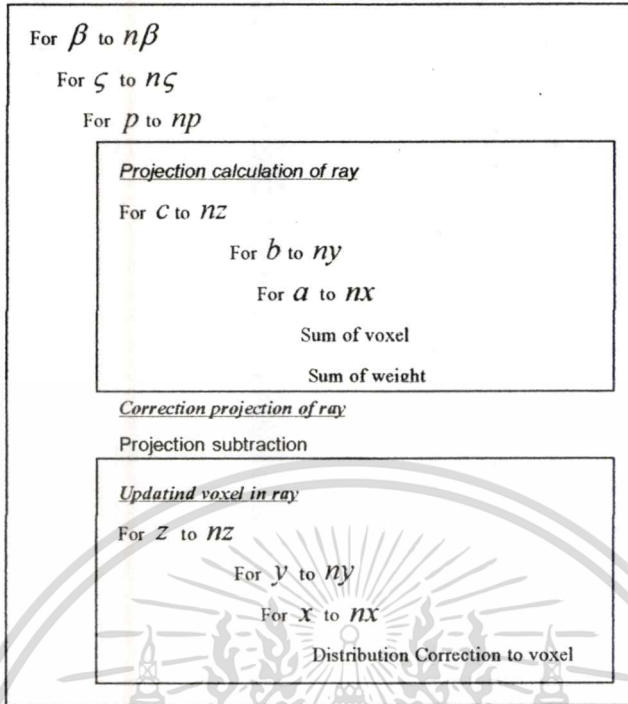 For β to nβ
For ς to nς
For p to np
Projection calculation of ray
For c to nz
For b to ny
For a to nx
Sum of voxel
Sum of weight
Correction projection of ray
Projection subtraction
Updatind voxel in ray
For z to nz
For y to ny
For x to nx
Distribution Correction to voxel